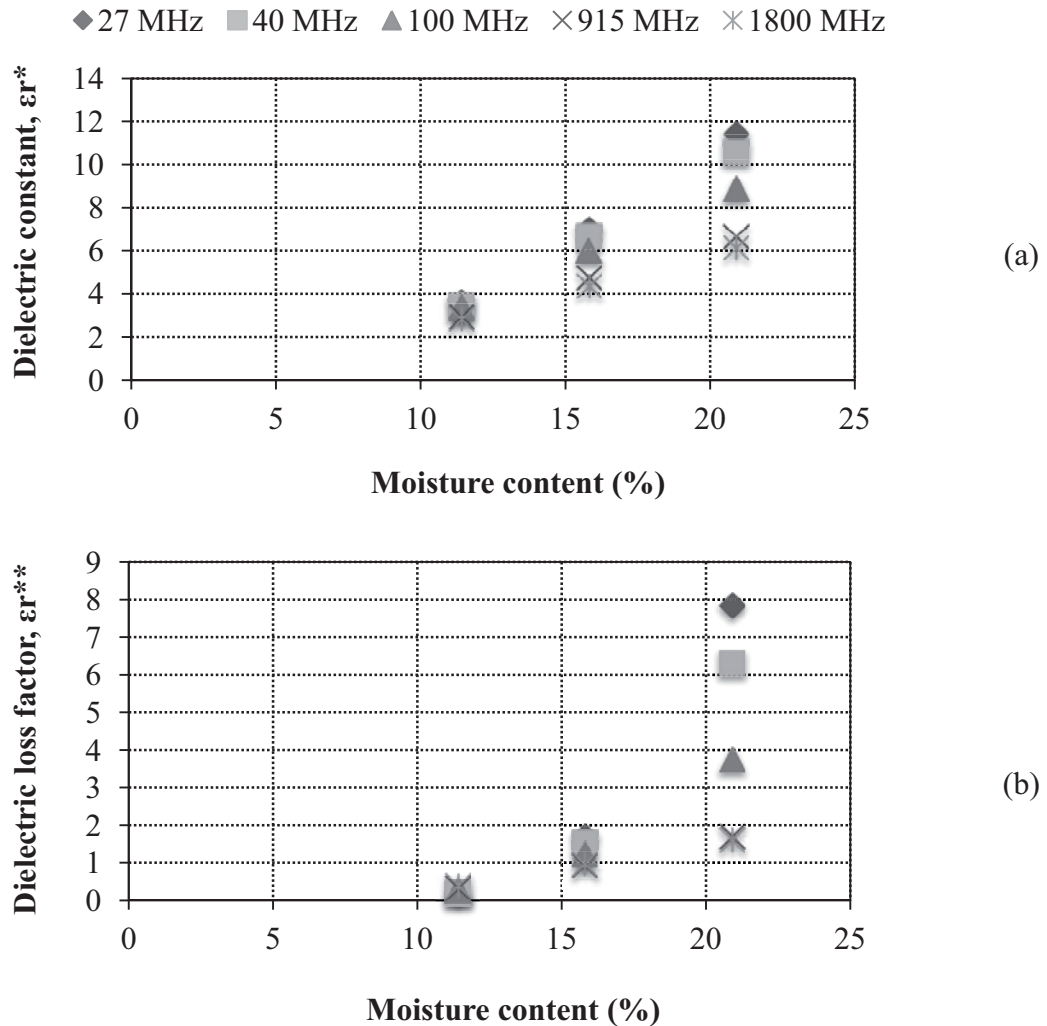 27 MHz 40 MHz 100 MHz 915 MHz 1800 MHz
Dielectric constant, εr*
14
12
10
8
6
4
2
0
0 5 10 15 20 25
Moisture content (%)
(a)
Dielectric loss factor, εr**
9
8
7
6
5
4
3
2
1
0
0 5 10 15 20 25
Moisture content (%)
(b)